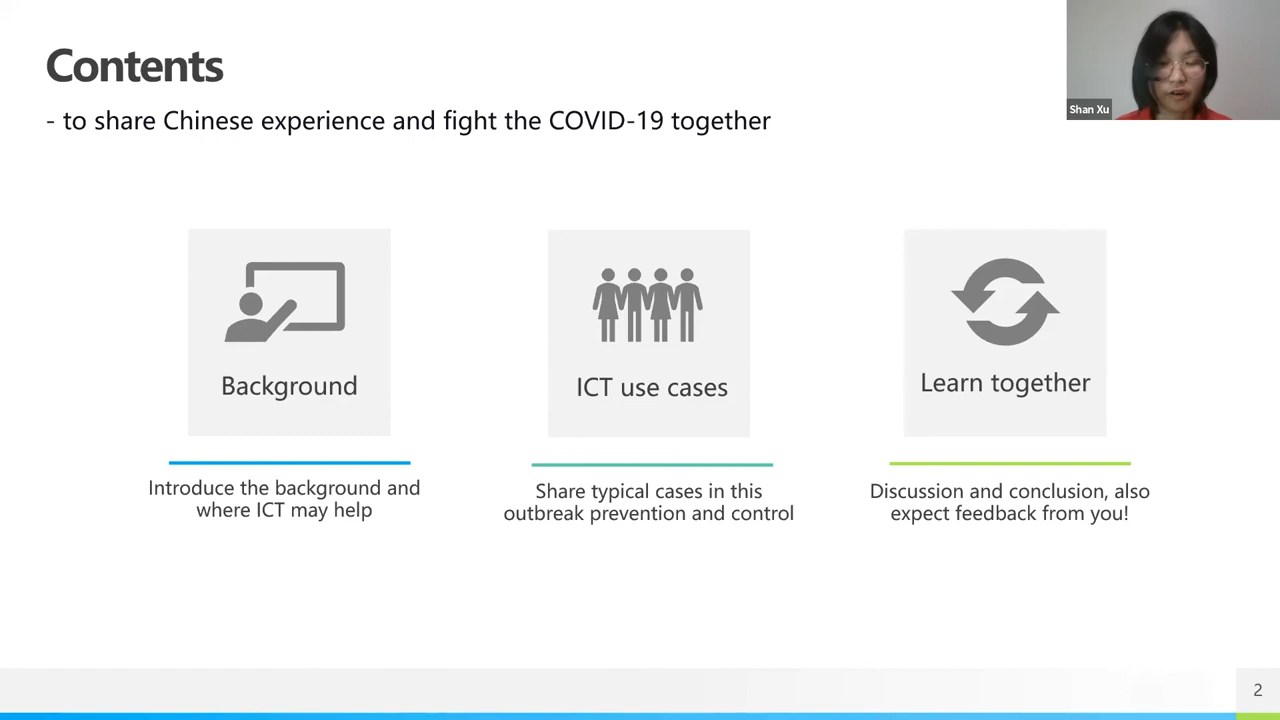 Contents
- to share Chinese experience and fight the COVID-19 together
Shan Xu
Background
ICT use cases
Learn together
Introduce the background and
where ICT may help
Share typical cases in this
outbreak prevention and control
Discussion and conclusion, also
expect feedback from you!
2